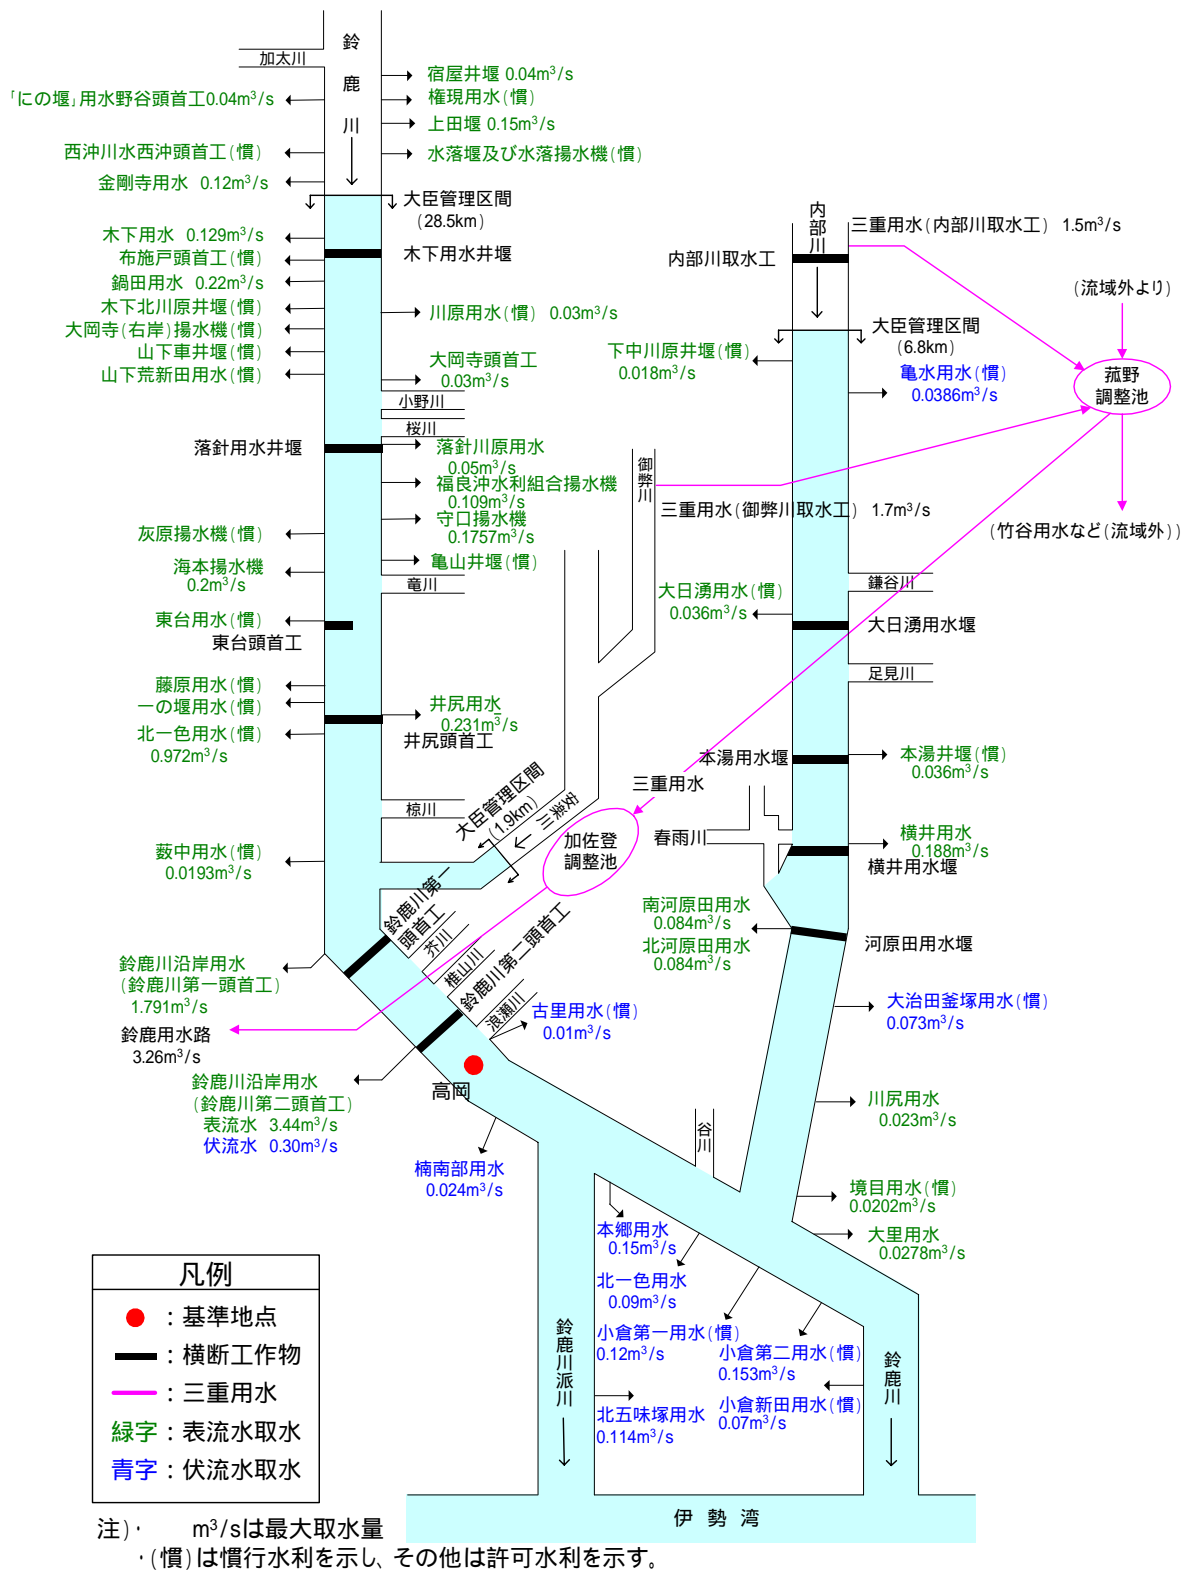 鈴鹿川
加太川
宿屋井堰 0.04m³/s
「にの堰」用水野谷頭首工0.04m³/s
権現用水(慣)
上田堰 0.15m³/s
西沖川水西沖頭首工(慣)
水落堰及び水落揚水機(慣)
金剛寺用水 0.12m³/s
大臣管理区間
(28.5km)
木下用水 0.129m³/s
布施戸頭首工(慣)
木下用水井堰
鍋田用水 0.22m³/s
木下北川原井堰(慣)
川原用水(慣) 0.03m³/s
大岡寺(右岸)揚水機(慣)
山下車井堰(慣)
山下荒新田用水(慣)
大岡寺頭首工
0.03m³/s
小野川
桜川
落針用水井堰
落針川原用水
0.05m³/s
福良沖水利組合揚水機
0.109m³/s
守口揚水機
0.1757m³/s
灰原揚水機(慣)
亀山井堰(慣)
海本揚水機
0.2m³/s
竜川
東台用水(慣)
東台頭首工
藤原用水(慣)
一の堰用水(慣)
井尻用水
0.231m³/s
井尻頭首工
北一色用水(慣)
0.972m³/s
椋川
薮中用水(慣)
0.0193m³/s
御幣川
安楽川
大臣管理区間
(1.9km)
内部川
三重用水(内部川取水工) 1.5m³/s
内部川取水工
(流域外より)
大臣管理区間
(6.8km)
下中川原井堰(慣)
0.018m³/s
亀水用水(慣)
0.0386m³/s
菰野
調整池
三重用水(御弊川取水工) 1.7m³/s
(竹谷用水など(流域外))
鎌谷川
大日湧用水(慣)
0.036m³/s
大日湧用水堰
足見川
本湯用水堰
本湯井堰(慣)
0.036m³/s
三重用水
加佐登
調整池
春雨川
横井用水
0.188m³/s
横井用水堰
南河原田用水
0.084m³/s
北河原田用水
0.084m³/s
河原田用水堰
大治田釜塚用水(慣)
0.073m³/s
川尻用水
0.023m³/s
鈴鹿川第一
頭首工
芥川
椎山川
鈴鹿川第二頭首工
浪瀬川
鈴鹿川沿岸用水
(鈴鹿川第一頭首工)
1.791m³/s
古里用水(慣)
0.01m³/s
鈴鹿用水路
3.26m³/s
鈴鹿川沿岸用水
(鈴鹿川第二頭首工)
表流水 3.44m³/s
伏流水 0.30m³/s
高岡
楠南部用水
0.024m³/s
谷川
境目用水(慣)
0.0202m³/s
大里用水
0.0278m³/s
本郷用水
0.15m³/s
北一色用水
0.09m³/s
小倉第一用水(慣)
0.12m³/s
小倉第二用水(慣)
0.153m³/s
北五味塚用水
0.114m³/s
小倉新田用水(慣)
0.07m³/s
鈴鹿川派川
鈴鹿川
伊勢湾
凡例
：基準地点
：横断工作物
：三重用水
緑字：表流水取水
青字：伏流水取水
注)・ m³/sは最大取水量
・(慣)は慣行水利を示し、その他は許可水利を示す。